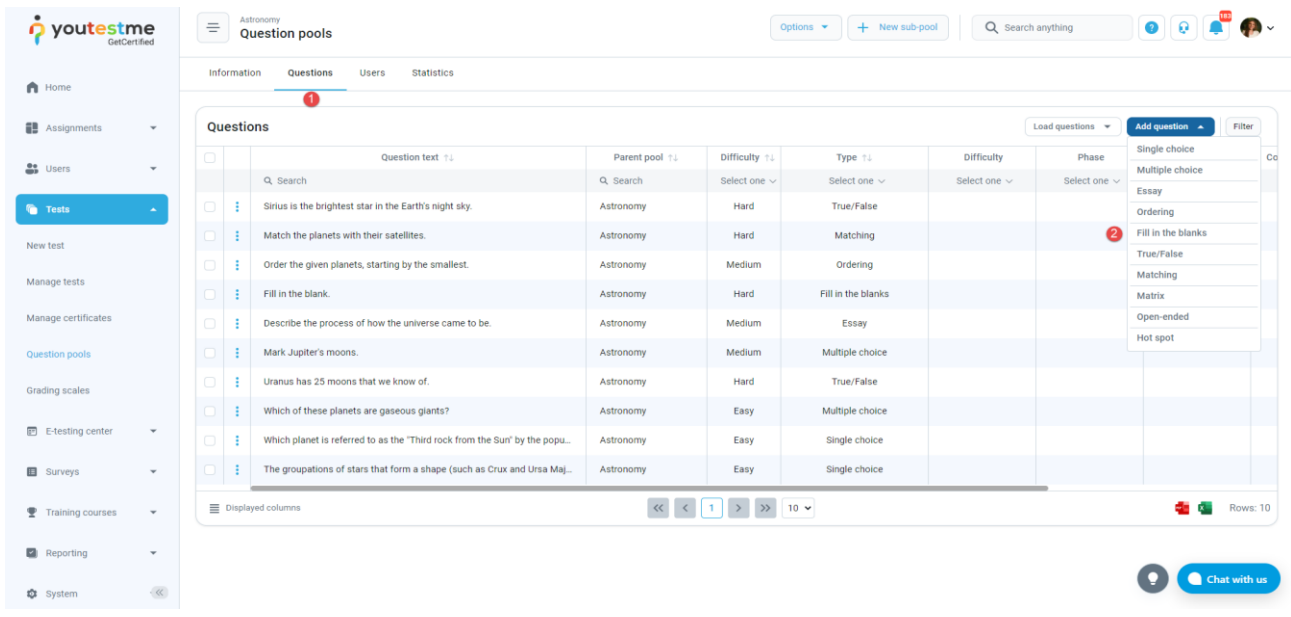 youtestme
GetCertified
Home
Assignments
Users
Tests
New test
Manage tests
Manage certificates
Question pools
Grading scales
E-testing center
Surveys
Training courses
Reporting
System
Astronomy
Question pools
Options
New sub-pool
Search anything
?
183
Information Questions Users Statistics
1
Questions
Load questions
Add question
Filter
Question text Parent pool Difficulty Type Difficulty Phase Co
Search Search Select one Select one Select one Select one
Sirius is the brightest star in the Earth's night sky. Astronomy Hard True/False
Match the planets with their satellites. Astronomy Hard Matching
Order the given planets, starting by the smallest. Astronomy Medium Ordering
Fill in the blank. Astronomy Hard Fill in the blanks
Describe the process of how the universe came to be. Astronomy Medium Essay
Mark Jupiter's moons. Astronomy Medium Multiple choice
Uranus has 25 moons that we know of. Astronomy Hard True/False
Which of these planets are gaseous giants? Astronomy Easy Multiple choice
Which planet is referred to as the "Third rock from the Sun" by the popu... Astronomy Easy Single choice
The groupations of stars that form a shape (such as Crux and Ursa Maj... Astronomy Easy Single choice
Single choice
Multiple choice
Essay
Ordering
2 Fill in the blanks
True/False
Matching
Matrix
Open-ended
Hot spot
Displayed columns
1
10
Rows: 10
Chat with us